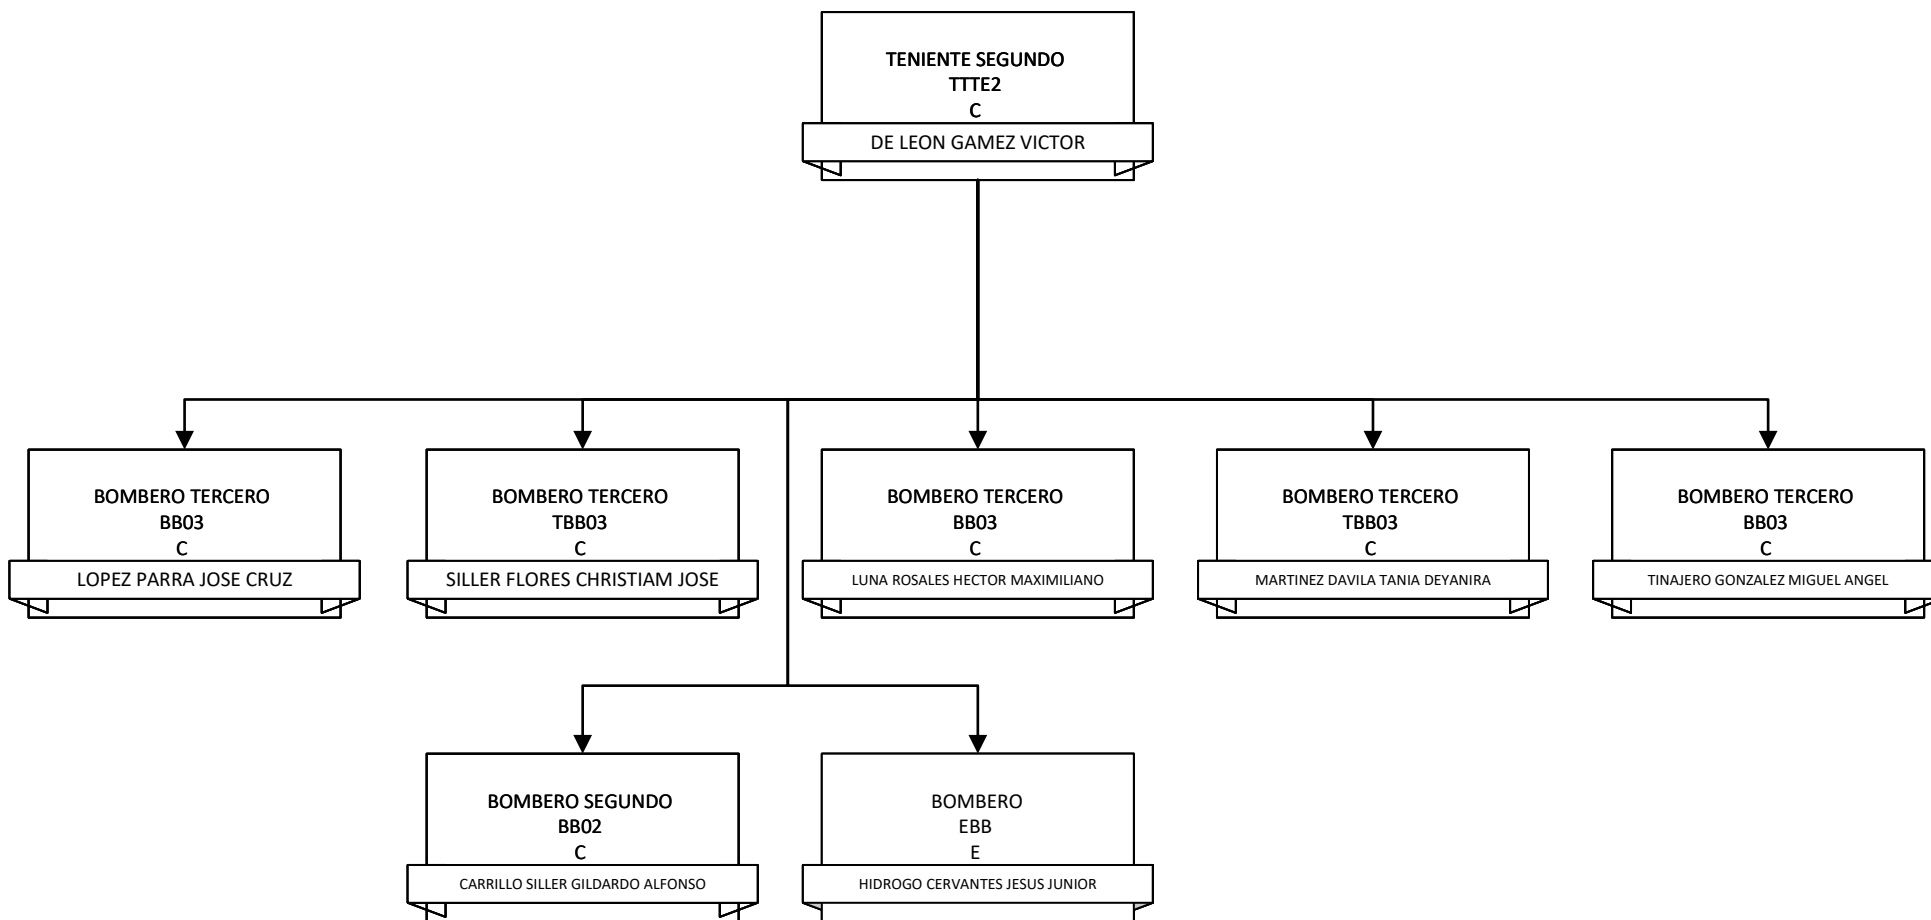 TENIENTE SEGUNDO
TTTE2
C
DE LEON GAMEZ VICTOR
BOMBERO TERCERO
BB03
C
LOPEZ PARRA JOSE CRUZ
BOMBERO TERCERO
TBB03
C
SILLER FLORES CHRISTIAM JOSE
BOMBERO TERCERO
BB03
C
LUNA ROSALES HECTOR MAXIMILIANO
BOMBERO TERCERO
TBB03
C
MARTINEZ DAVILA TANIA DEYANIRA
BOMBERO TERCERO
BB03
C
TINAJERO GONZALEZ MIGUEL ANGEL
BOMBERO SEGUNDO
BB02
C
CARRILLO SILLER GILDARDO ALFONSO
BOMBERO
EBB
E
HIDROGO CERVANTES JESUS JUNIOR